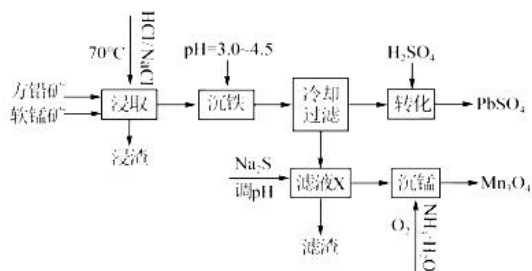 HCl/NaCl
70℃
pH=3.0~4.5
H₂SO₄
方铅矿
软锰矿
浸取
沉铁
冷却
过滤
转化
PbSO₄
浸渣
Na₂S
调pH
滤液X
沉锰
Mn₃O₄
滤渣
O₂
NH₃·H₂O